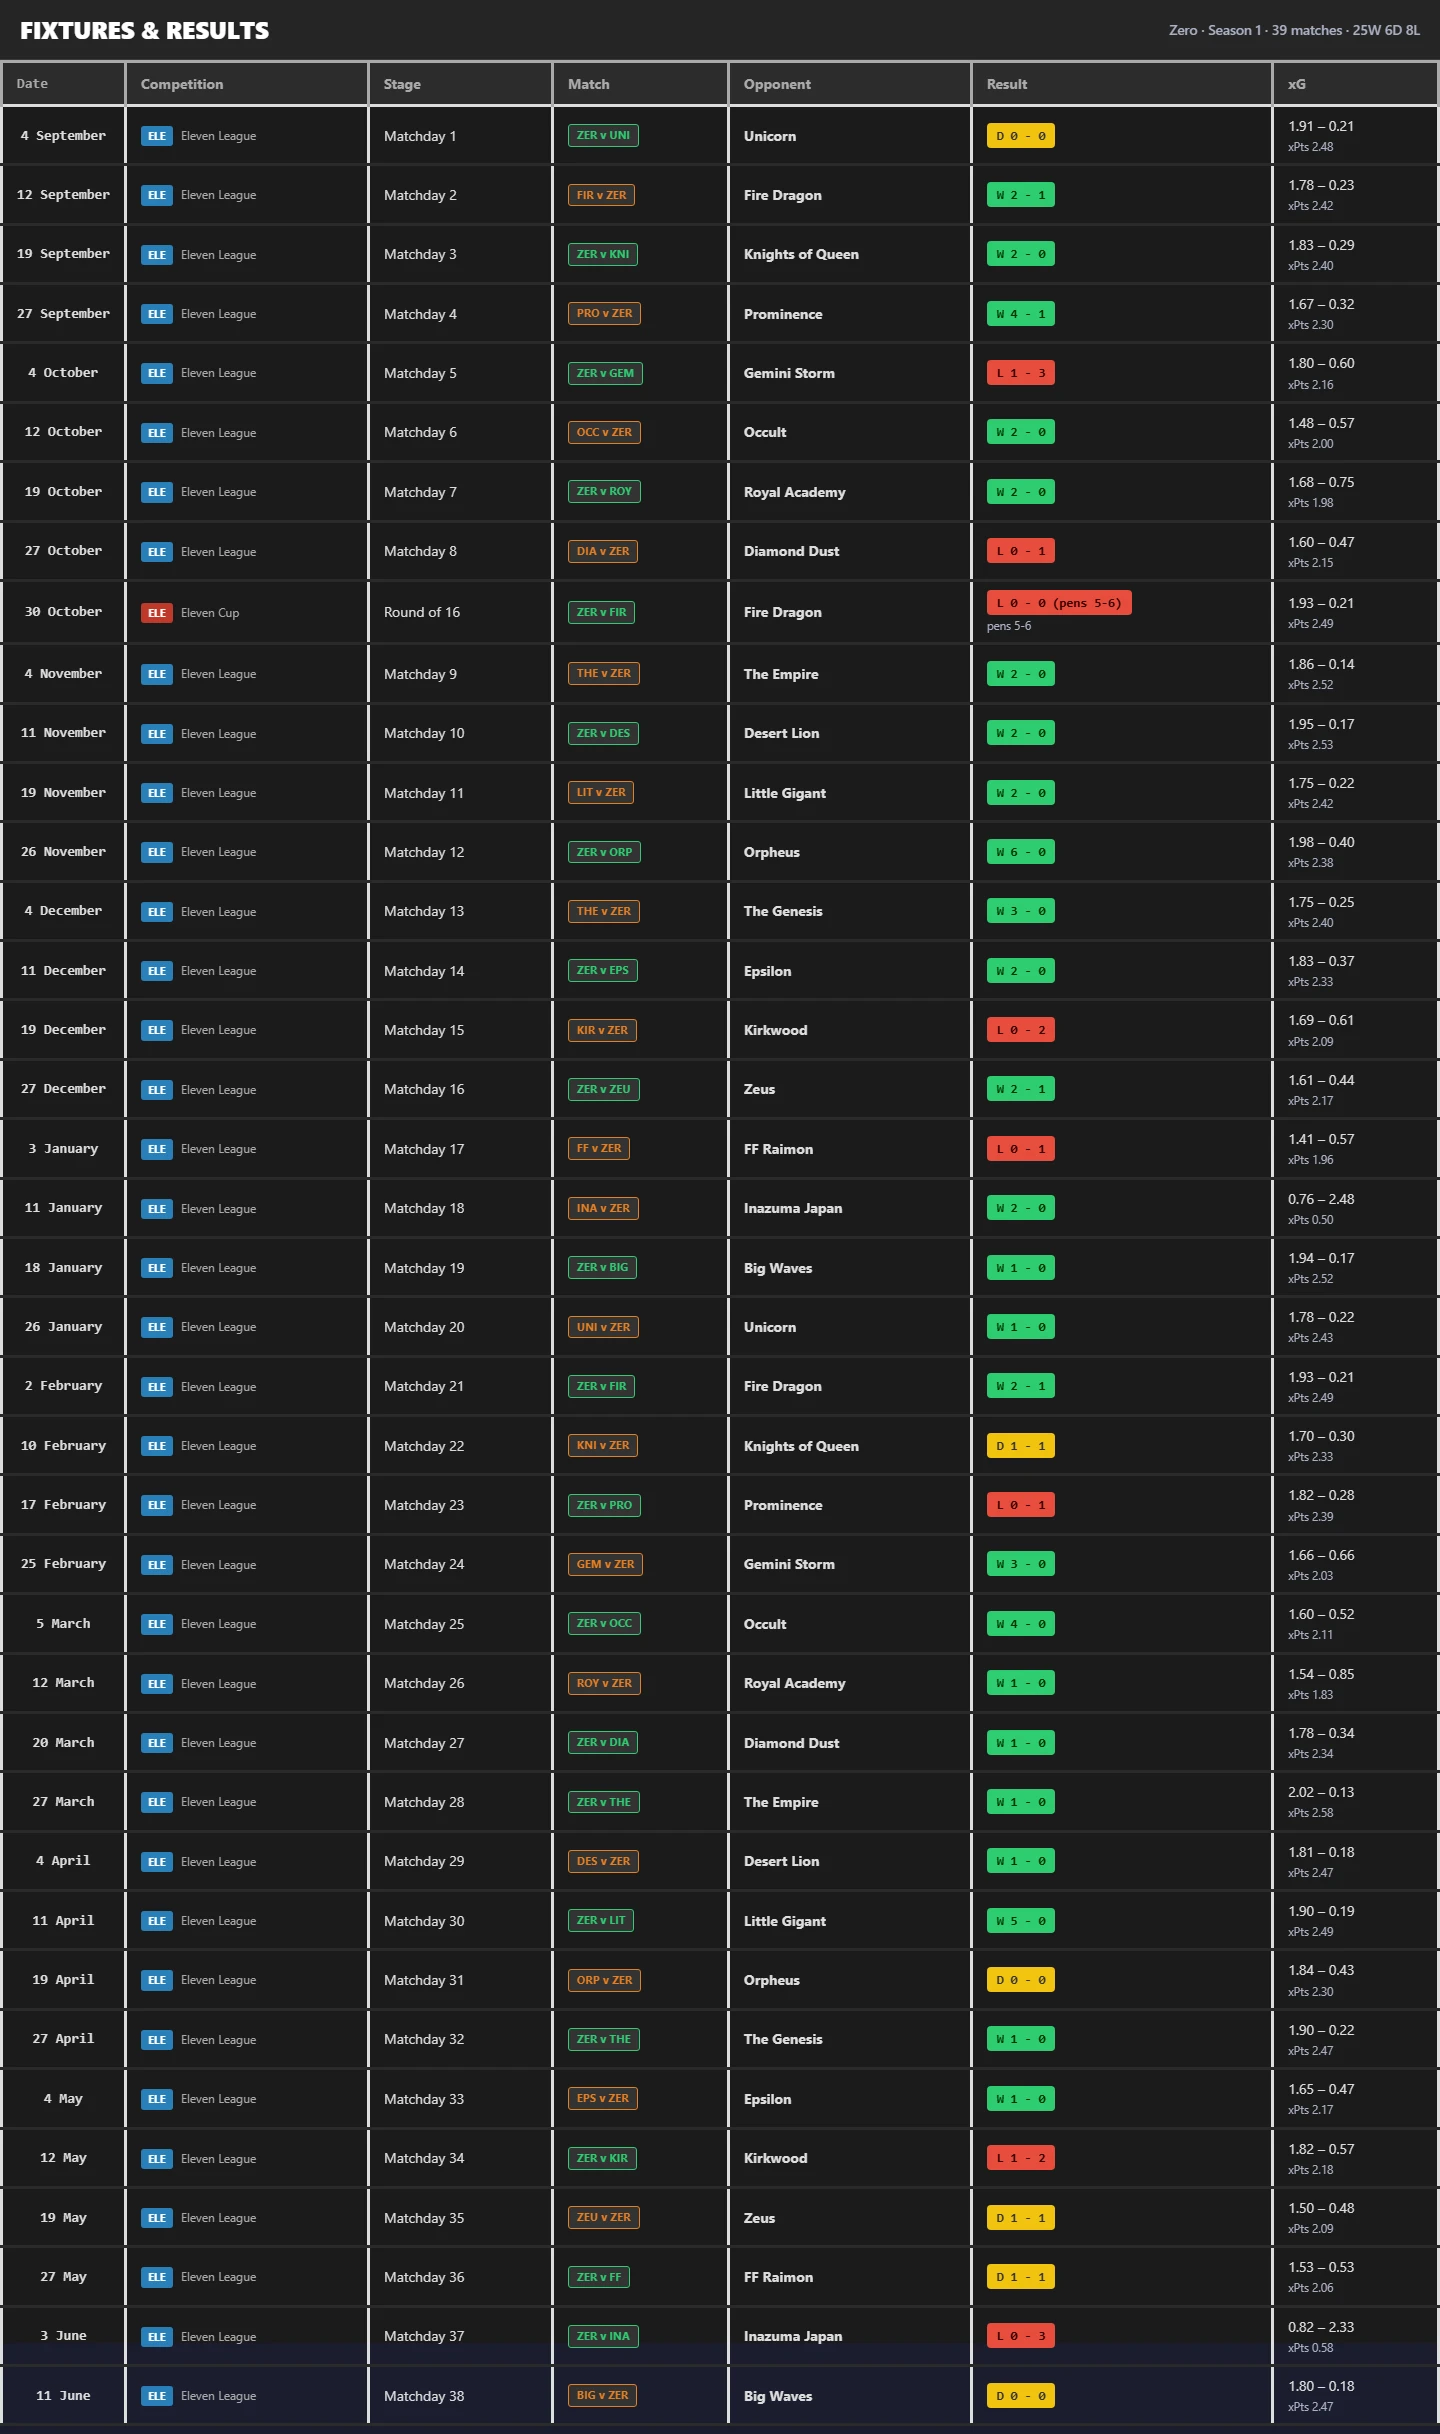 FIXTURES & RESULTS
Zero · Season 1 · 39 matches · 25W 6D 8L
Date Competition Stage Match Opponent Result xG
4 September ELE Eleven League Matchday 1 ZER v UNI Unicorn D 0 - 0 1.91 – 0.21
xPts 2.48
12 September ELE Eleven League Matchday 2 FIR v ZER Fire Dragon W 2 - 1 1.78 – 0.23
xPts 2.42
19 September ELE Eleven League Matchday 3 ZER v KNI Knights of Queen W 2 - 0 1.83 – 0.29
xPts 2.40
27 September ELE Eleven League Matchday 4 PRO v ZER Prominence W 4 - 1 1.67 – 0.32
xPts 2.30
4 October ELE Eleven League Matchday 5 ZER v GEM Gemini Storm L 1 - 3 1.80 – 0.60
xPts 2.16
12 October ELE Eleven League Matchday 6 OCC v ZER Occult W 2 - 0 1.48 – 0.57
xPts 2.00
19 October ELE Eleven League Matchday 7 ZER v ROY Royal Academy W 2 - 0 1.68 – 0.75
xPts 1.98
27 October ELE Eleven League Matchday 8 DIA v ZER Diamond Dust L 0 - 1 1.60 – 0.47
xPts 2.15
30 October ELE Eleven Cup Round of 16 ZER v FIR Fire Dragon L 0 - 0 (pens 5-6) 1.93 – 0.21
pens 5-6 xPts 2.49
4 November ELE Eleven League Matchday 9 THE v ZER The Empire W 2 - 0 1.86 – 0.14
xPts 2.52
11 November ELE Eleven League Matchday 10 ZER v DES Desert Lion W 2 - 0 1.95 – 0.17
xPts 2.53
19 November ELE Eleven League Matchday 11 LIT v ZER Little Gigant W 2 - 0 1.75 – 0.22
xPts 2.42
26 November ELE Eleven League Matchday 12 ZER v ORP Orpheus W 6 - 0 1.98 – 0.40
xPts 2.38
4 December ELE Eleven League Matchday 13 THE v ZER The Genesis W 3 - 0 1.75 – 0.25
xPts 2.40
11 December ELE Eleven League Matchday 14 ZER v EPS Epsilon W 2 - 0 1.83 – 0.37
xPts 2.33
19 December ELE Eleven League Matchday 15 KIR v ZER Kirkwood L 0 - 2 1.69 – 0.61
xPts 2.09
27 December ELE Eleven League Matchday 16 ZER v ZEU Zeus W 2 - 1 1.61 – 0.44
xPts 2.17
3 January ELE Eleven League Matchday 17 FF v ZER FF Raimon L 0 - 1 1.41 – 0.57
xPts 1.96
11 January ELE Eleven League Matchday 18 INA v ZER Inazuma Japan W 2 - 0 0.76 – 2.48
xPts 0.50
18 January ELE Eleven League Matchday 19 ZER v BIG Big Waves W 1 - 0 1.94 – 0.17
xPts 2.52
26 January ELE Eleven League Matchday 20 UNI v ZER Unicorn W 1 - 0 1.78 – 0.22
xPts 2.43
2 February ELE Eleven League Matchday 21 ZER v FIR Fire Dragon W 2 - 1 1.93 – 0.21
xPts 2.49
10 February ELE Eleven League Matchday 22 KNI v ZER Knights of Queen D 1 - 1 1.70 – 0.30
xPts 2.33
17 February ELE Eleven League Matchday 23 ZER v PRO Prominence L 0 - 1 1.82 – 0.28
xPts 2.39
25 February ELE Eleven League Matchday 24 GEM v ZER Gemini Storm W 3 - 0 1.66 – 0.66
xPts 2.03
5 March ELE Eleven League Matchday 25 ZER v OCC Occult W 4 - 0 1.60 – 0.52
xPts 2.11
12 March ELE Eleven League Matchday 26 ROY v ZER Royal Academy W 1 - 0 1.54 – 0.85
xPts 1.83
20 March ELE Eleven League Matchday 27 ZER v DIA Diamond Dust W 1 - 0 1.78 – 0.34
xPts 2.34
27 March ELE Eleven League Matchday 28 ZER v THE The Empire W 1 - 0 2.02 – 0.13
xPts 2.58
4 April ELE Eleven League Matchday 29 DES v ZER Desert Lion W 1 - 0 1.81 – 0.18
xPts 2.47
11 April ELE Eleven League Matchday 30 ZER v LIT Little Gigant W 5 - 0 1.90 – 0.19
xPts 2.49
19 April ELE Eleven League Matchday 31 ORP v ZER Orpheus D 0 - 0 1.84 – 0.43
xPts 2.30
27 April ELE Eleven League Matchday 32 ZER v THE The Genesis W 1 - 0 1.90 – 0.22
xPts 2.47
4 May ELE Eleven League Matchday 33 EPS v ZER Epsilon W 1 - 0 1.65 – 0.47
xPts 2.17
12 May ELE Eleven League Matchday 34 ZER v KIR Kirkwood L 1 - 2 1.82 – 0.57
xPts 2.18
19 May ELE Eleven League Matchday 35 ZEU v ZER Zeus D 1 - 1 1.50 – 0.48
xPts 2.09
27 May ELE Eleven League Matchday 36 ZER v FF FF Raimon D 1 - 1 1.53 – 0.53
xPts 2.06
3 June ELE Eleven League Matchday 37 ZER v INA Inazuma Japan L 0 - 3 0.82 – 2.33
xPts 0.58
11 June ELE Eleven League Matchday 38 BIG v ZER Big Waves D 0 - 0 1.80 – 0.18
xPts 2.47